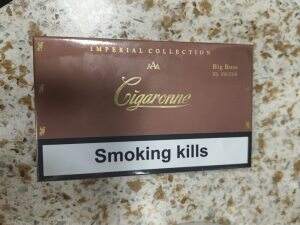 IMPERIAL COLLECTION
Big Boss
Cigaronne
Smoking kills